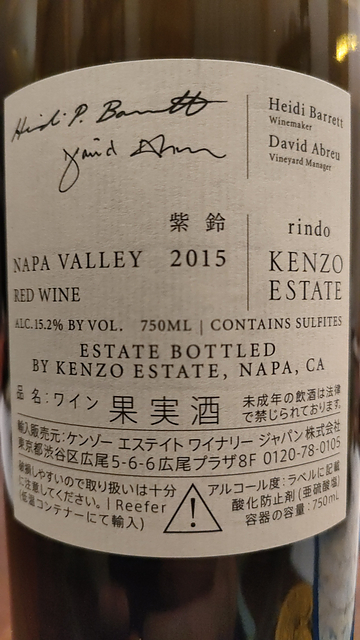 Heidi P. Barrett
David Abreu
Heidi Barrett
Winemaker
David Abreu
Vineyard Manager
紫鈴
rindo
NAPA VALLEY 2015
RED WINE
KENZO
ESTATE
ALC.15.2% BY VOL. 750ML | CONTAINS SULFITES
ESTATE BOTTLED
BY KENZO ESTATE, NAPA, CA
品名:ワイン 果実酒
未成年の飲酒は法律
で禁じられております。
輸入販売元:ケンゾー エステイト ワイナリー ジャパン 株式会社
東京都渋谷区広尾5-6-6広尾プラザ8F 0120-78-0105
破損しやすいので取り扱いは十分
に注意してください。| Reefer
(低温コンテナーにて輸入)
アルコール度:ラベルに記載
酸化防止剤(亜硫酸塩)
容器の容量:750mL